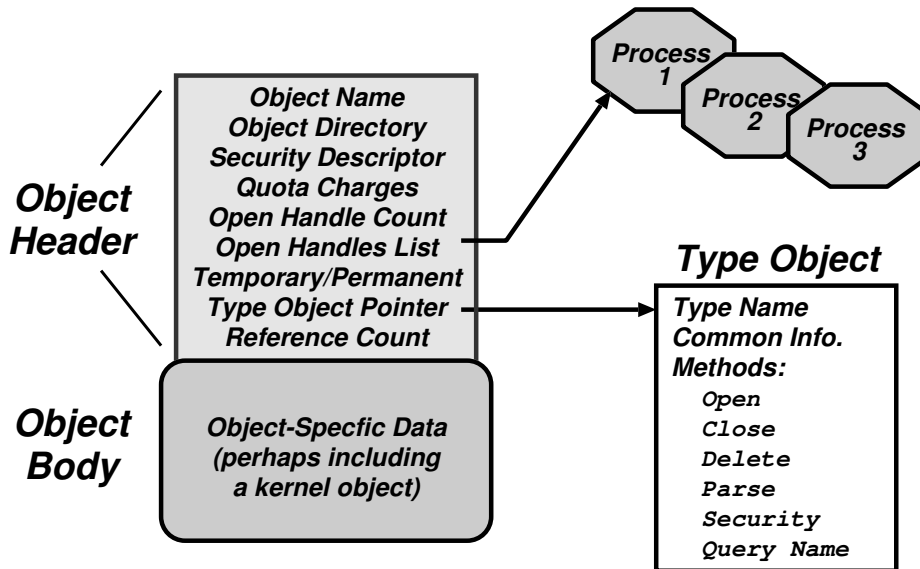 Process
1
Process
2
Process
3
Object
Header
Object Name
Object Directory
Security Descriptor
Quota Charges
Open Handle Count
Open Handles List
Temporary/Permanent
Type Object Pointer
Reference Count
Type Object
Type Name
Common Info.
Methods:
Open
Close
Delete
Parse
Security
Query Name
Object
Body
Object-Specfic Data
(perhaps including
a kernel object)